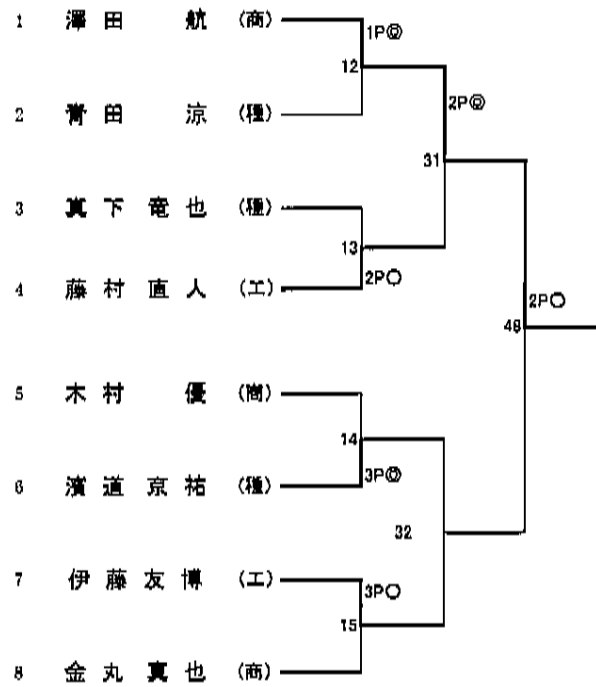 1 澤田 航 (商)
1P◎
12
2 青田 涼 (種)
2P◎
31
3 真下竜也 (種)
13
4 藤村直人 (工)
2P○
2P○
48
5 木村 優 (商)
14
6 濱道京祐 (種)
3P◎
32
7 伊藤友博 (工)
3P○
15
8 金丸真也 (商)